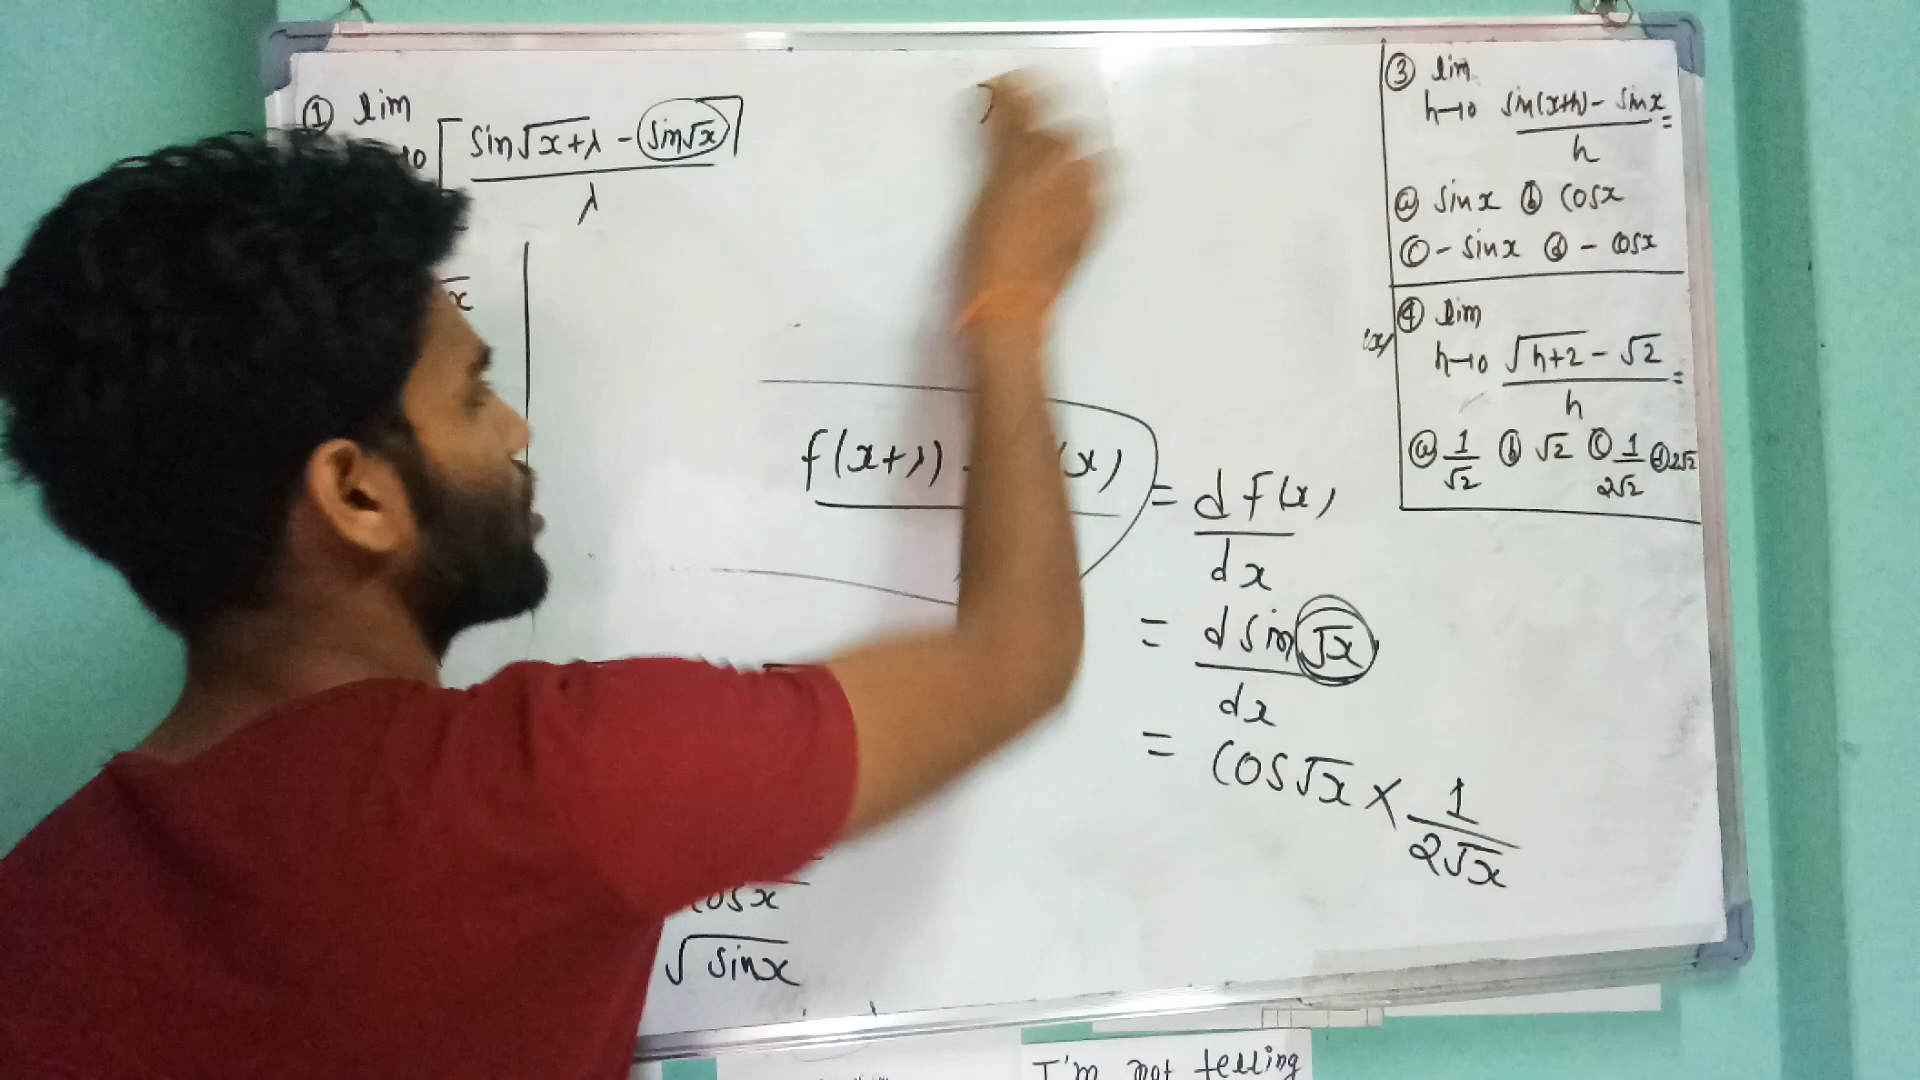 ① lim
→0 [sin√x+λ - sin√x]
λ
x
f(x+λ) - (x) = d f(x)
dx
= d sin √x
dx
= cos√x × 1
2√x
cosx
√sinx
③ lim
h→0 sin(x+h) - sinx =
h
ⓐ sinx ⓑ cosx
ⓒ - sinx ⓓ - cosx
④ lim
h→0 √h+2 - √2 =
h
ⓐ 1/√2 ⓑ √2 ⓒ 1/2√2 ⓓ 2√2
I'm not telling